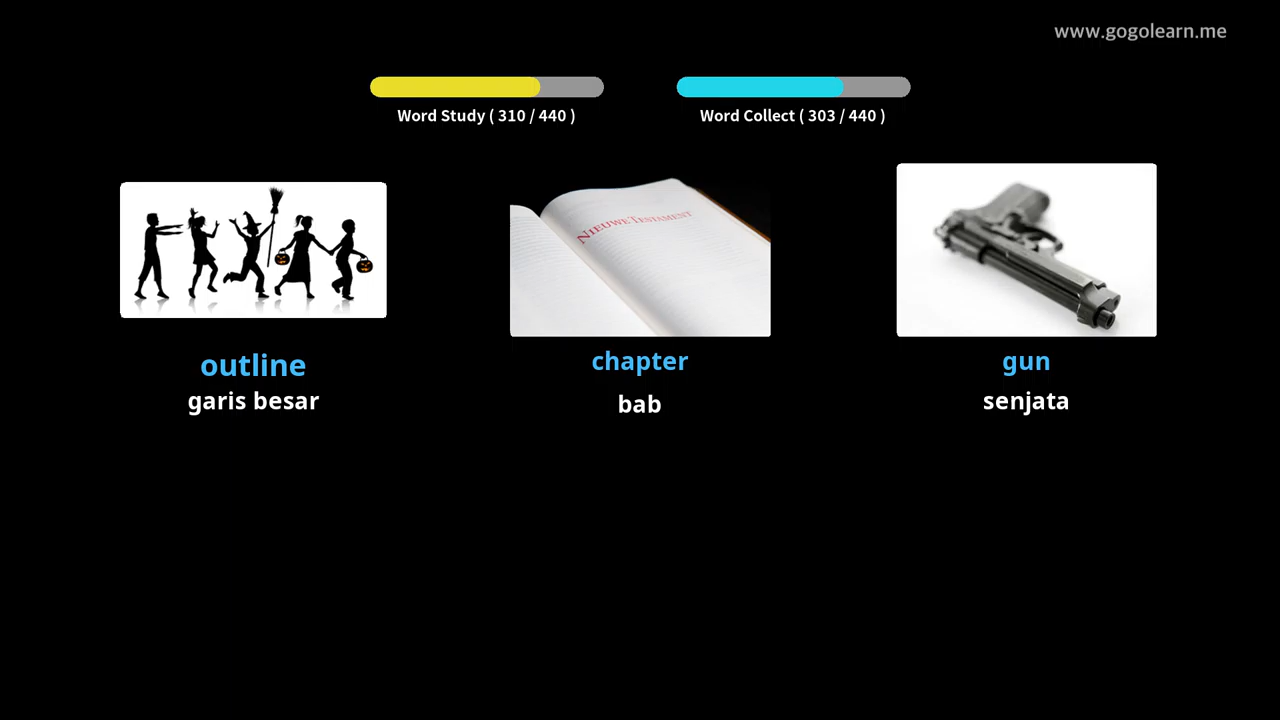 www.gogolearn.me
Word Study ( 310 / 440 )
Word Collect ( 303 / 440 )
NIEUWE TESTAMENT
outline
garis besar
chapter
bab
gun
senjata